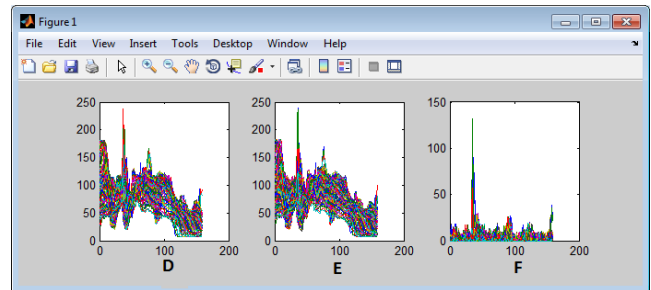 Figure 1
File Edit View Insert Tools Desktop Window Help
250 250 150
200 200
150 150 100
100 100 50
50 50
0 0 0
0 100 200 0 100 200 0 100 200
D E F